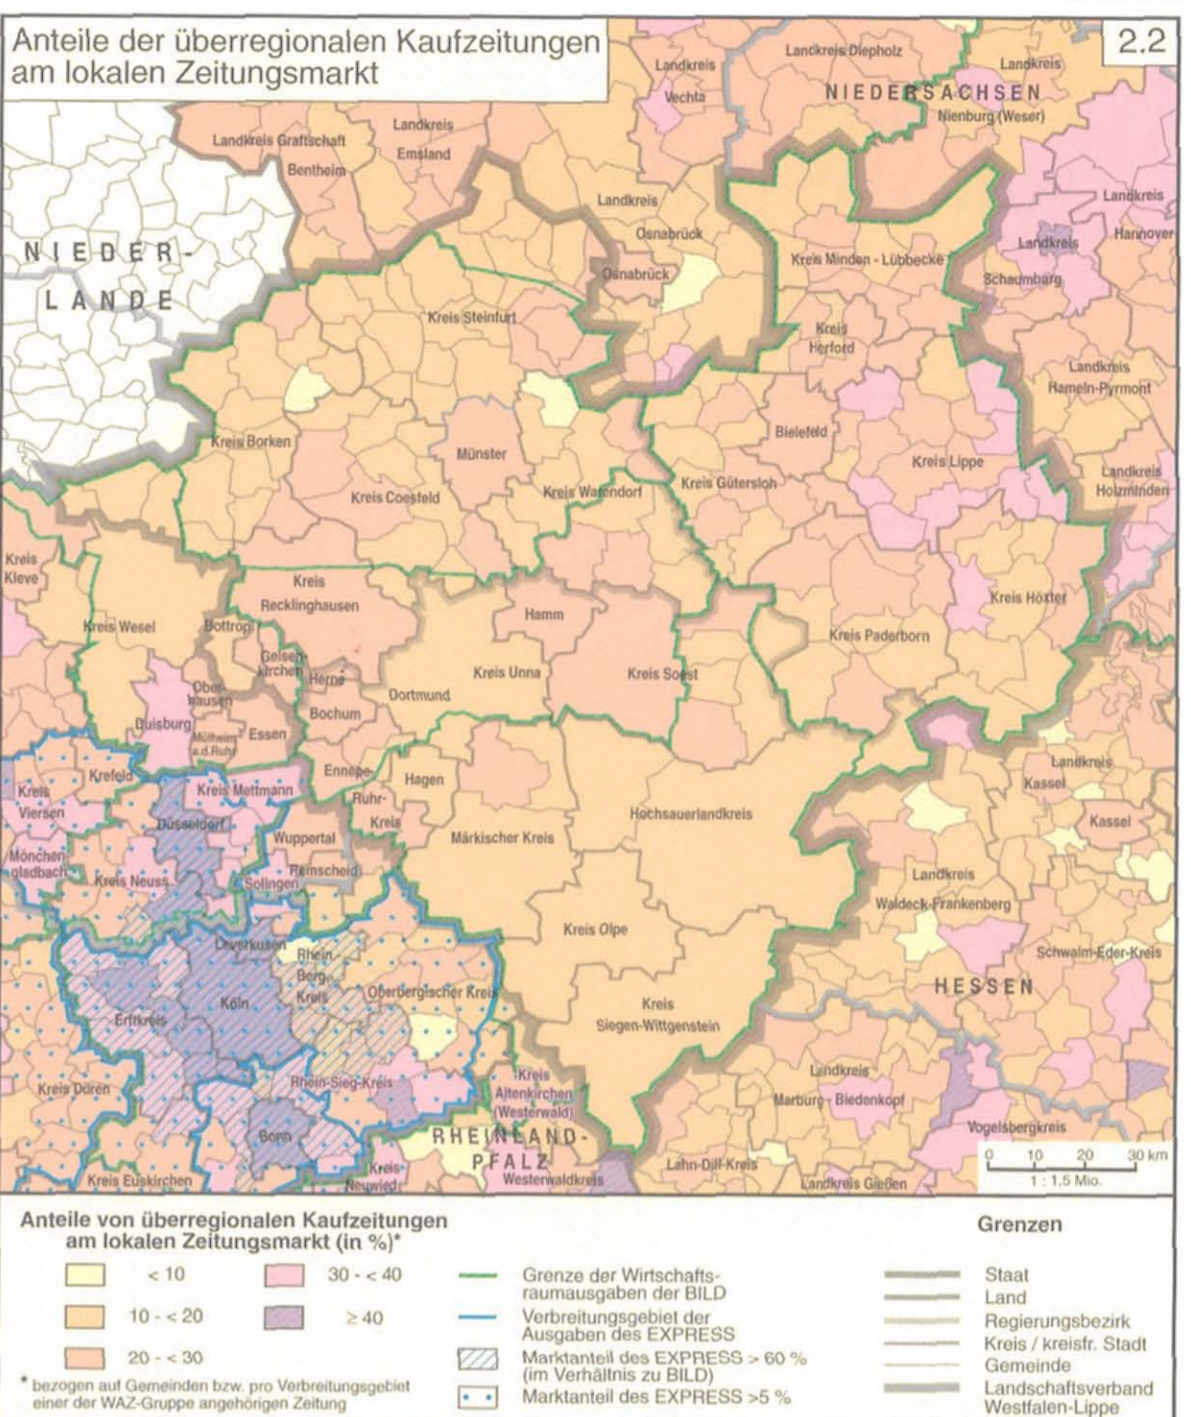 Anteile der überregionalen Kaufzeitungen
am lokalen Zeitungsmarkt
2.2
Landkreis
Vechta
Landkreis Diepholz
Landkreis
Nienburg (Weser)
NIEDERSACHSEN
Landkreis Grafschaft
Bentheim
Landkreis
Emsland
Landkreis
Osnabrück
Osnabrück
Landkreis
Hannover
Landkreis
Schaumburg
NIEDER-
LANDE
Kreis Minden - Lübbecke
Kreis Steinfurt
Kreis
Herford
Landkreis
Hameln-Pyrmont
Kreis Borken
Münster
Bielefeld
Kreis Lippe
Landkreis
Holzminden
Kreis Coesfeld
Kreis Warendorf
Kreis Gütersloh
Kreis
Kleve
Kreis
Recklinghausen
Kreis Wesel
Bottrop
Hamm
Kreis Höxter
Kreis Paderborn
Gelsen-
kirchen
Herne
Kreis Unna
Kreis Soest
Ober-
hausen
Dortmund
Duisburg
Mülheim
a.d.Ruhr
Essen
Bochum
Krefeld
Kreis
Viersen
Kreis Mettmann
Ennepe-
Ruhr-
Kreis
Hagen
Landkreis
Kassel
Kassel
Düsseldorf
Wuppertal
Märkischer Kreis
Hochsauerlandkreis
Mönchen-
gladbach
Kreis Neuss
Solingen
Remscheid
Landkreis
Waldeck-Frankenberg
Kreis Olpe
Leverkusen
Rhein.
Berg.
Kreis
Schwalm-Eder-Kreis
HESSEN
Erftkreis
Köln
Oberbergischer Kreis
Kreis
Siegen-Wittgenstein
Kreis Düren
Rhein-Sieg-Kreis
Kreis
Altenkirchen
(Westerwald)
Landkreis
Marburg - Biedenkopf
Bonn
RHEINLAND-
PFALZ
Vogelsbergkreis
Kreis Euskirchen
Kreis
Neuwied
Westerwaldkreis
Lahn-Dill-Kreis
Landkreis Gießen
0 10 20 30 km
1 : 1,5 Mio.
Anteile von überregionalen Kaufzeitungen
am lokalen Zeitungsmarkt (in %)*
< 10
10 - < 20
20 - < 30
30 - < 40
≥ 40
* bezogen auf Gemeinden bzw. pro Verbreitungsgebiet
einer der WAZ-Gruppe angehörigen Zeitung
Grenze der Wirtschafts-
raumausgaben der BILD
Verbreitungsgebiet der
Ausgaben des EXPRESS
Marktanteil des EXPRESS > 60 %
(im Verhältnis zu BILD)
Marktanteil des EXPRESS >5 %
Grenzen
Staat
Land
Regierungsbezirk
Kreis / kreisfr. Stadt
Gemeinde
Landschaftsverband
Westfalen-Lippe